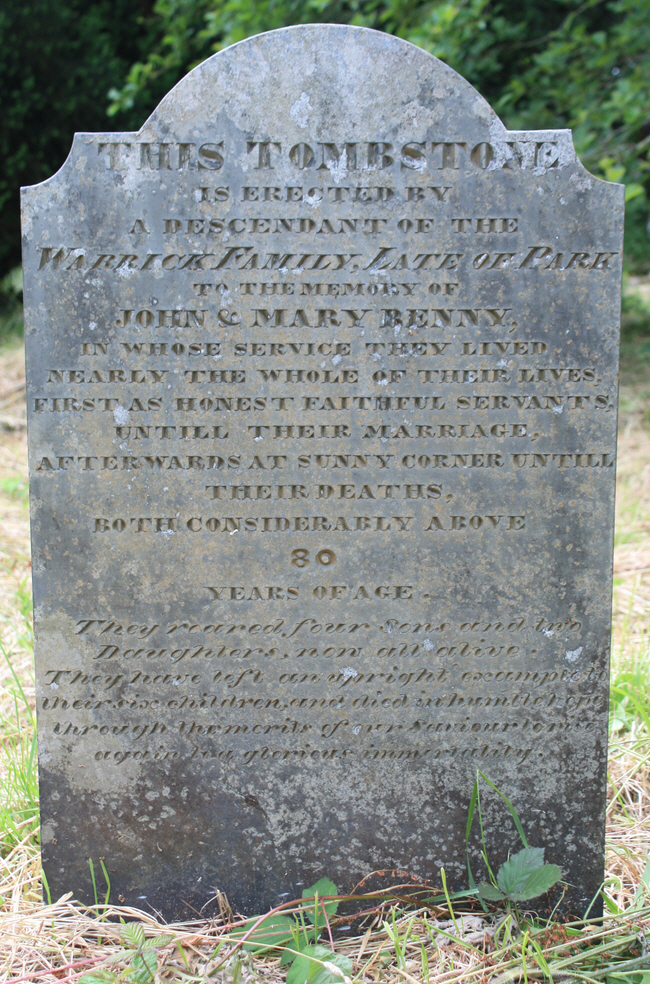 THIS TOMBSTONE
IS ERECTED BY
A DESCENDANT OF THE
WARRICK FAMILY, LATE OF PARK
TO THE MEMORY OF
JOHN & MARY BENNY,
IN WHOSE SERVICE THEY LIVED
NEARLY THE WHOLE OF THEIR LIVES,
FIRST AS HONEST FAITHFUL SERVANTS,
UNTILL THEIR MARRIAGE,
AFTERWARDS AT SUNNY CORNER UNTILL
THEIR DEATHS,
BOTH CONSIDERABLY ABOVE
80
YEARS OF AGE.
They reared four sons and two
Daughters, now all alive.
They have left an upright example to
their six children, and died in humble hope
through the merits of our Saviour to rise
again to a glorious immortality.